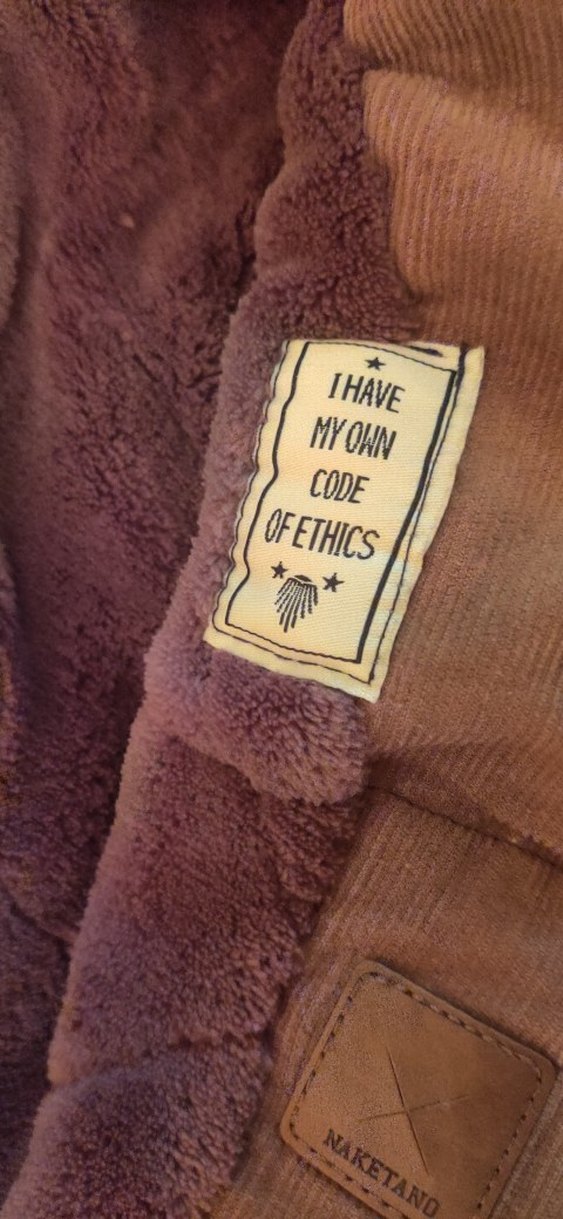 I HAVE
MY OWN
CODE
OF ETHICS
NAKETANO